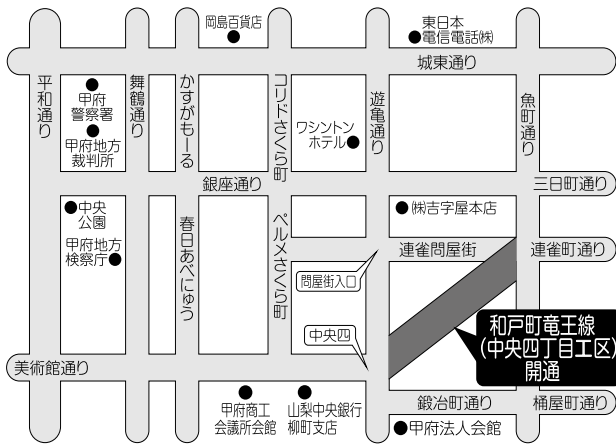 岡島百貨店
東日本
電信電話㈱
城東通り
平和通り
甲府
警察署
甲府地方
裁判所
舞鶴通り
かすがもーる
コリドさくら町
ワシントン
ホテル
遊亀通り
魚町通り
銀座通り
三日町通り
中央
公園
甲府地方
検察庁
春日あべにゅう
ペルメさくら町
㈱吉字屋本店
連雀問屋街
連雀町通り
問屋街入口
中央四
和戸町竜王線
(中央四丁目工区)
開通
美術館通り
甲府商工
会議所会館
山梨中央銀行
柳町支店
鍛冶町通り
桶屋町通り
甲府法人会館